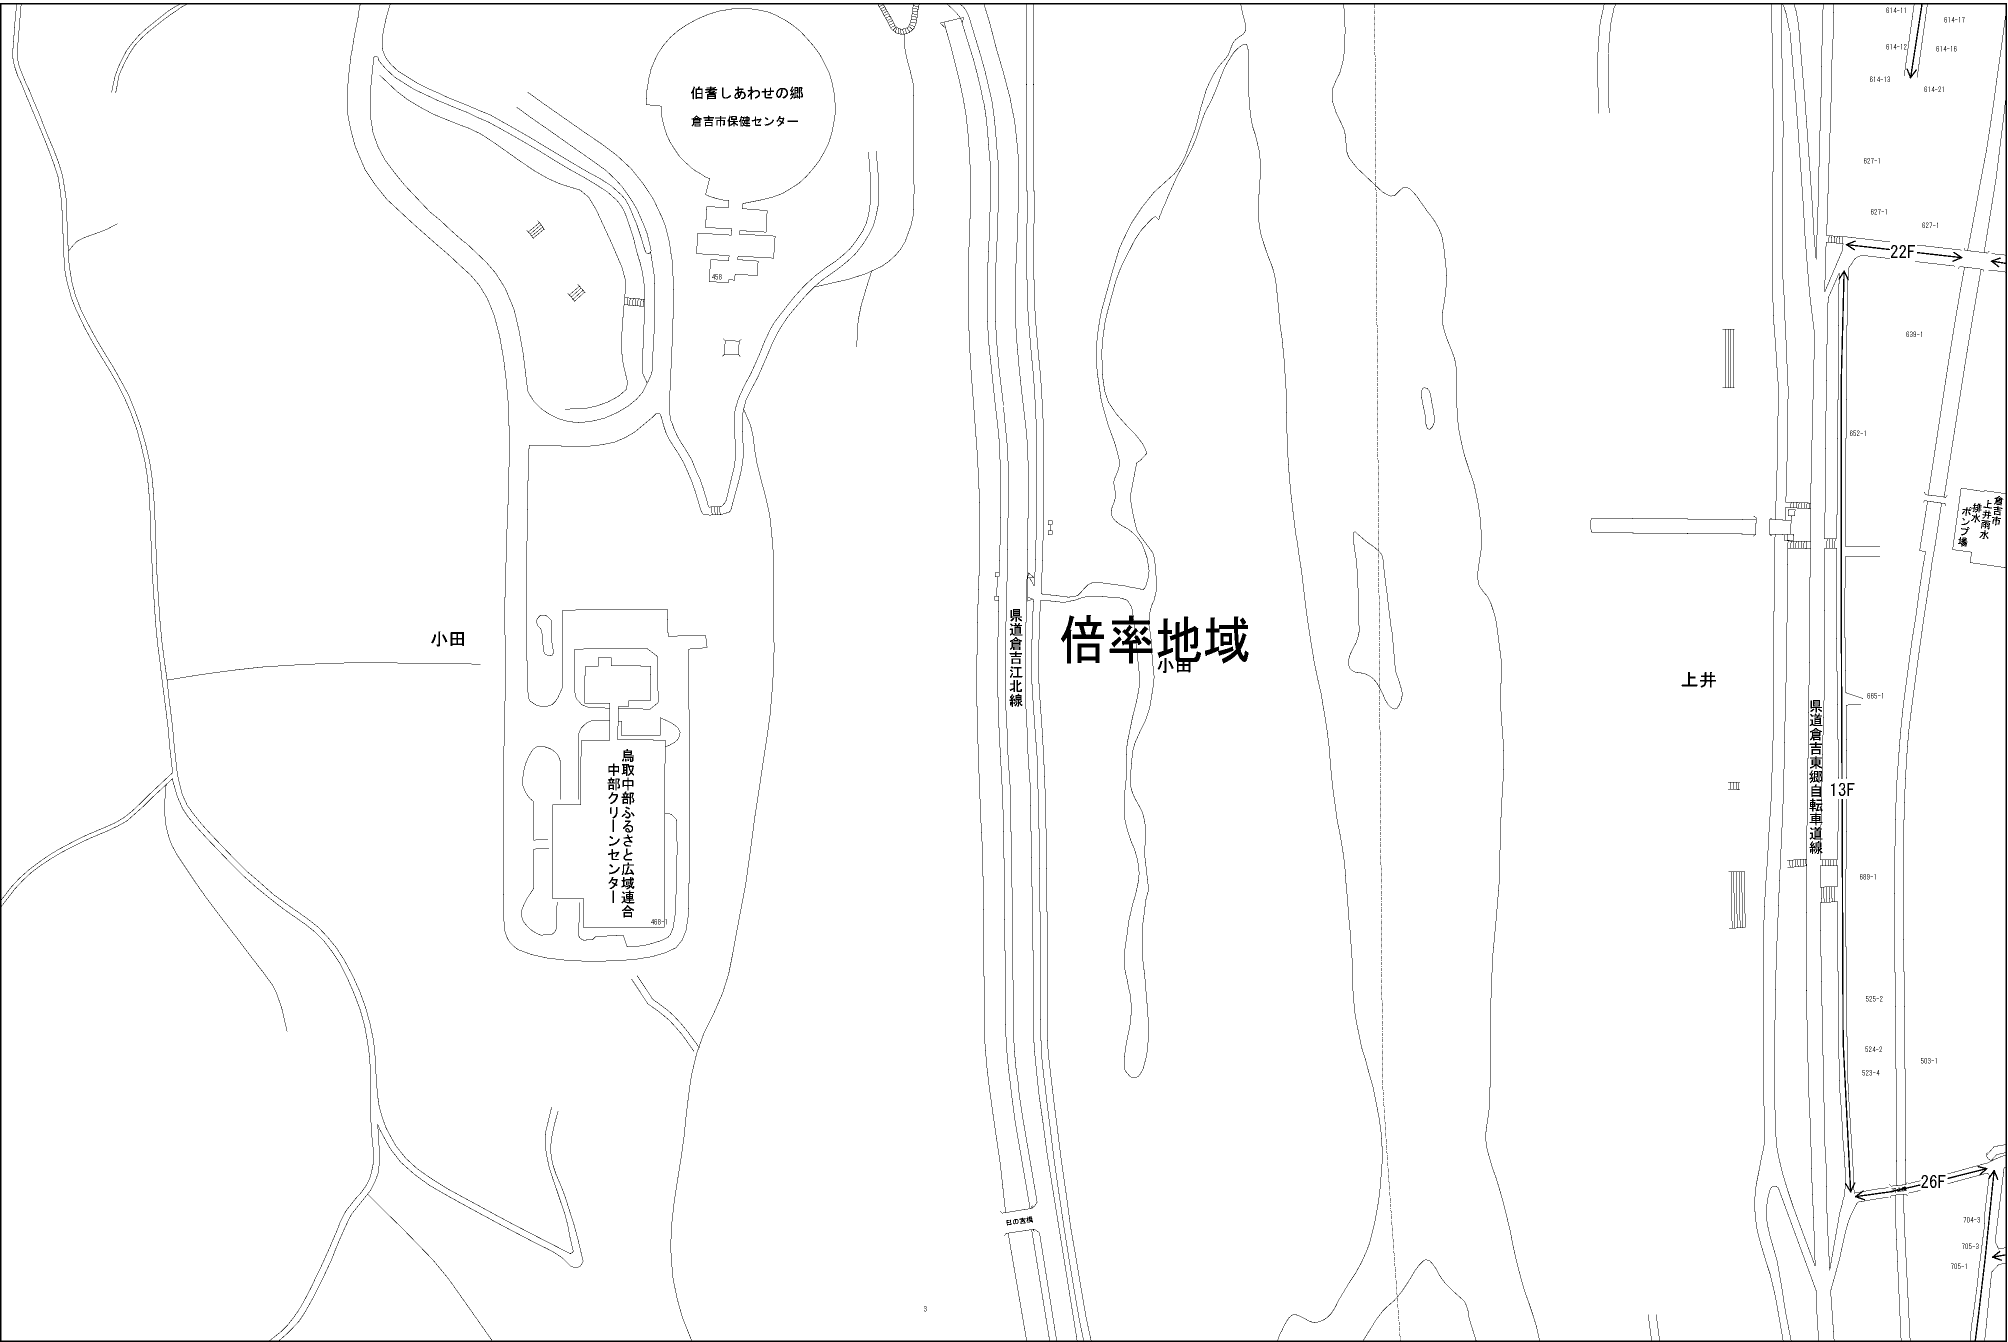 614-11
614-17
614-12
614-16
614-13
614-21
伯耆しあわせの郷
倉吉市保健センター
627-1
627-1
627-1
22F
458
639-1
652-1
倉吉市
上井雨水
排水
ポンプ場
県道倉吉江北線
倍率地域
小田
小田
上井
665-1
県道倉吉東郷自転車道線
13F
鳥取中部ふるさと広域連合
中部クリーンセンター
468-1
689-1
525-2
524-2
503-1
523-4
26F
日の宮橋
704-3
705-3
705-1
3